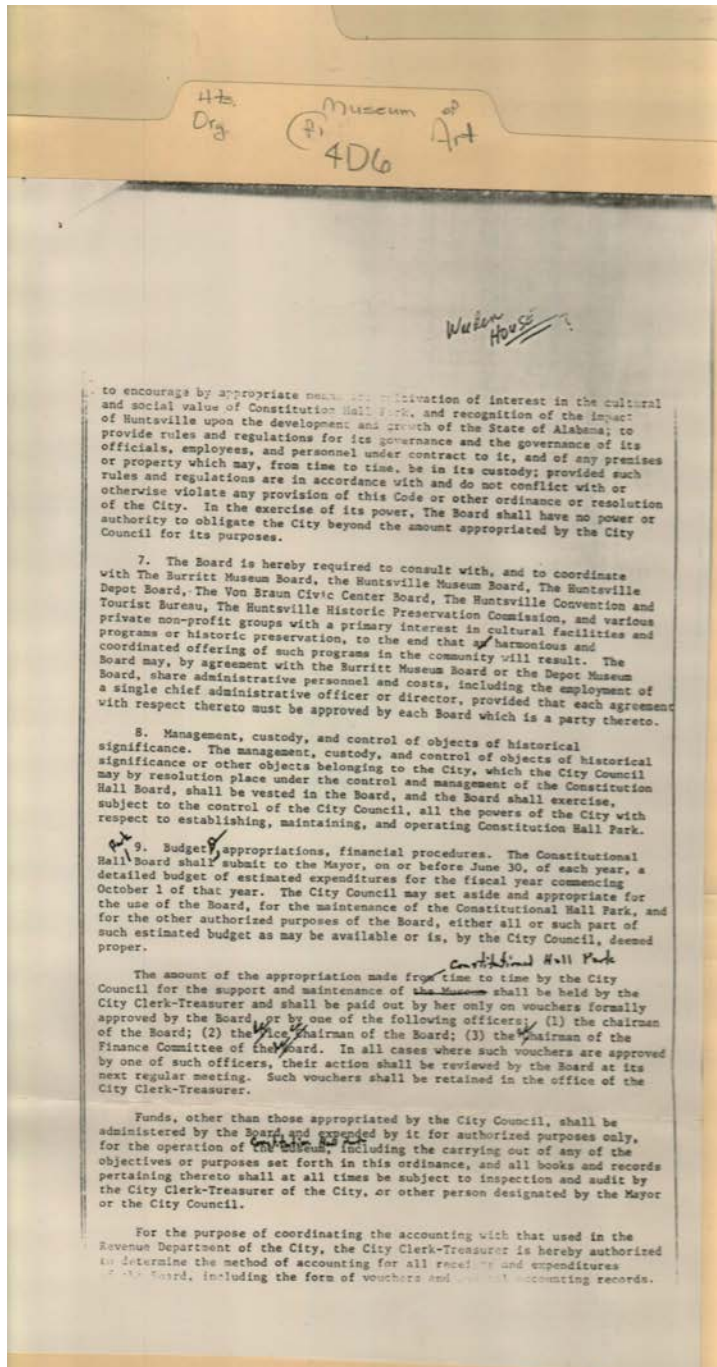 Hts.
Org.
Museum of Art
4D6
Weeden
HOUSE
to encourage by appropriate cultivation of interest in the cultural
and social value of Constitution Hall Park, and recognition of the impact
of Huntsville upon the development and growth of the State of Alabama; to
provide rules and regulations for its governance and the governance of its
officials, employees, and personnel under contract to it, and of any premises
or property which may, from time to time, be in its custody; provided such
rules and regulations are in accordance with and do not conflict with or
otherwise violate any provision of this Code or other ordinance or resolution
of the City. In the exercise of its power, The Board shall have no power or
authority to obligate the City beyond the amount appropriated by the City
Council for its purposes.
7. The Board is hereby required to consult with, and to coordinate
with The Burritt Museum Board, the Huntsville Museum Board, The Huntsville
Depot Board, The Von Braun Civic Center Board, The Huntsville Convention and
Tourist Bureau, The Huntsville Historic Preservation Commission, and various
private non-profit groups with a primary interest in cultural facilities and
programs or historic preservation, to the end that a harmonious and
coordinated offering of such programs in the community will result. The
Board may, by agreement with the Burritt Museum Board or the Depot Museum
Board, share administrative personnel and costs, including the employment of
a single chief administrative officer or director, provided that each agreement
with respect thereto must be approved by each Board which is a party thereto.
8. Management, custody, and control of objects of historical
significance. The management, custody, and control of objects of historical
significance or other objects belonging to the City, which the City Council
may by resolution place under the control and management of the Constitution
Hall Board, shall be vested in the Board, and the Board shall exercise,
subject to the control of the City Council, all the powers of the City with
respect to establishing, maintaining, and operating Constitution Hall Park.
Park
9. Budget, appropriations, financial procedures. The Constitutional
Hall Board shall submit to the Mayor, on or before June 30, of each year, a
detailed budget of estimated expenditures for the fiscal year commencing
October 1 of that year. The City Council may set aside and appropriate for
the use of the Board, for the maintenance of the Constitutional Hall Park, and
for the other authorized purposes of the Board, either all or such part of
such estimated budget as may be available or is, by the City Council, deemed
proper.
Constitutional Hall Park
The amount of the appropriation made from time to time by the City
Council for the support and maintenance of the Museum shall be held by the
City Clerk-Treasurer and shall be paid out by her only on vouchers formally
approved by the Board, or by one of the following officers: (1) the chairman
of the Board; (2) the Vice Chairman of the Board; (3) the Chairman of the
Finance Committee of the Board. In all cases where such vouchers are approved
by one of such officers, their action shall be reviewed by the Board at its
next regular meeting. Such vouchers shall be retained in the office of the
City Clerk-Treasurer.
Funds, other than those appropriated by the City Council, shall be
administered by the Board and expended by it for authorized purposes only,
Constitution Hall Park
for the operation of the Museum, including the carrying out of any of the
objectives or purposes set forth in this ordinance, and all books and records
pertaining thereto shall at all times be subject to inspection and audit by
the City Clerk-Treasurer of the City, or other person designated by the Mayor
or the City Council.
For the purpose of coordinating the accounting with that used in the
Revenue Department of the City, the City Clerk-Treasurer is hereby authorized
to determine the method of accounting for all receipts and expenditures
Board, including the form of vouchers and accounting records.